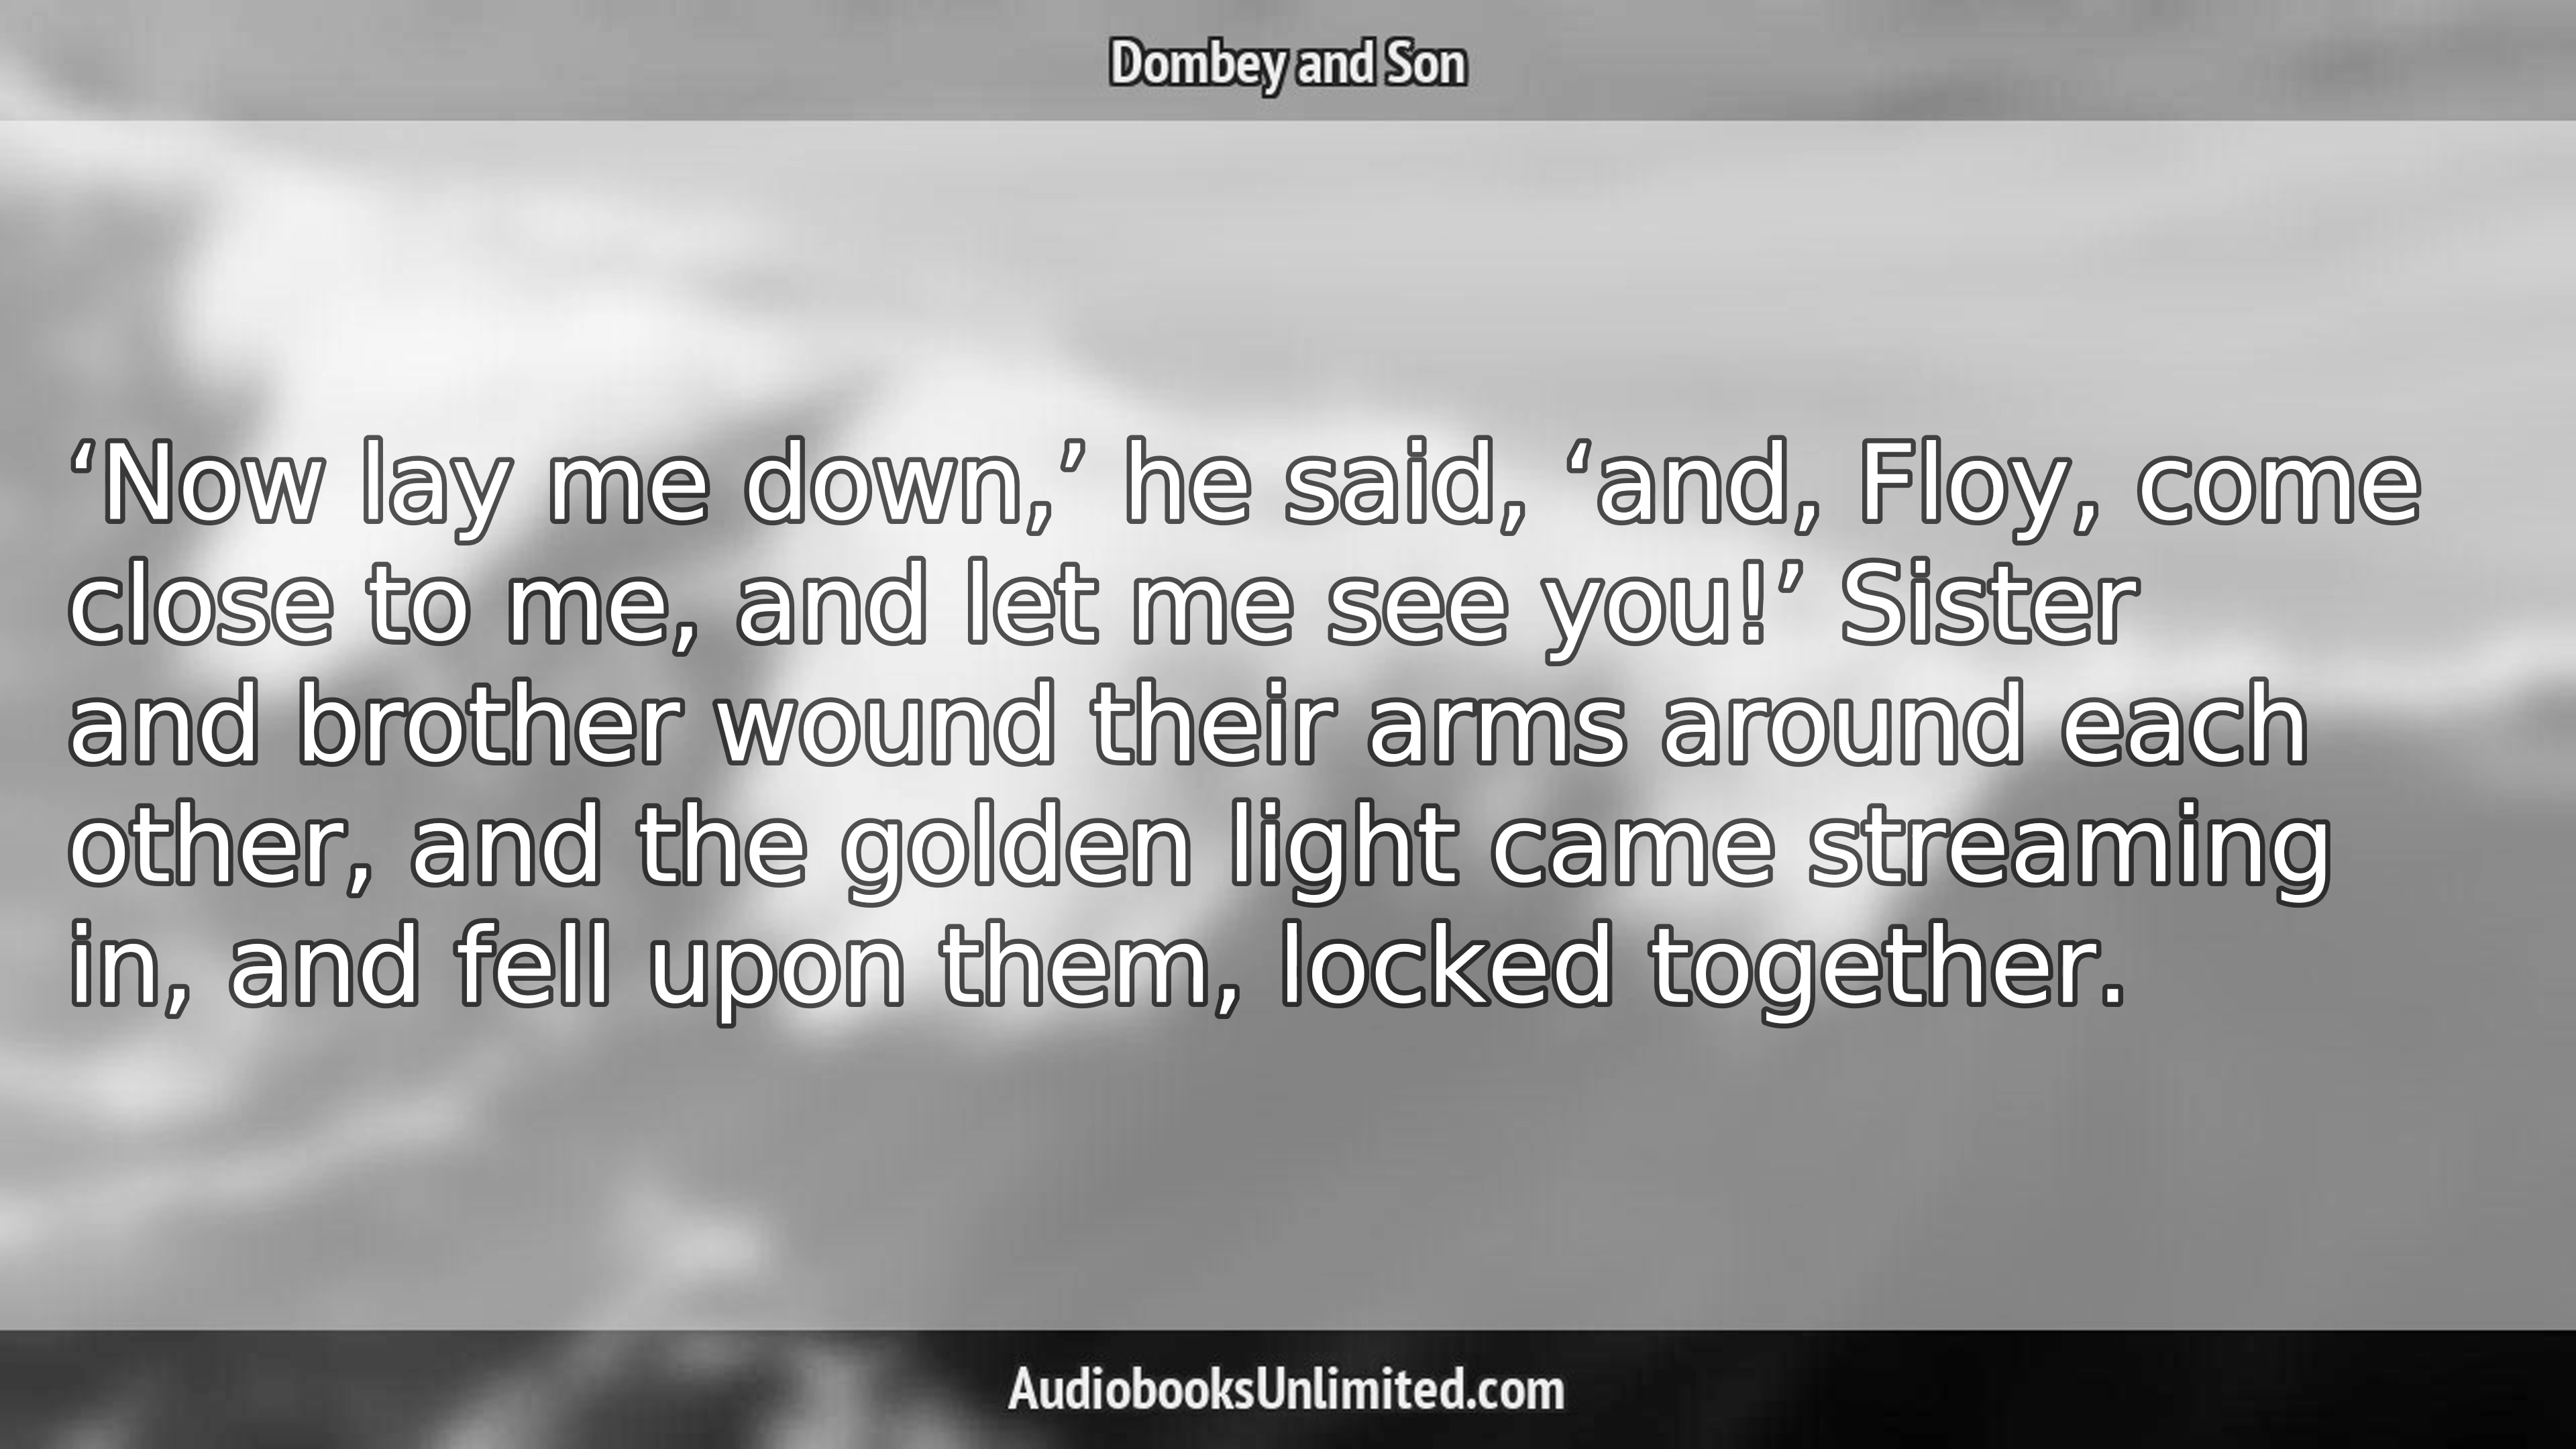 Dombey and Son
‘Now lay me down,’ he said, ‘and, Floy, come
close to me, and let me see you!’ Sister
and brother wound their arms around each
other, and the golden light came streaming
in, and fell upon them, locked together.
AudiobooksUnlimited.com